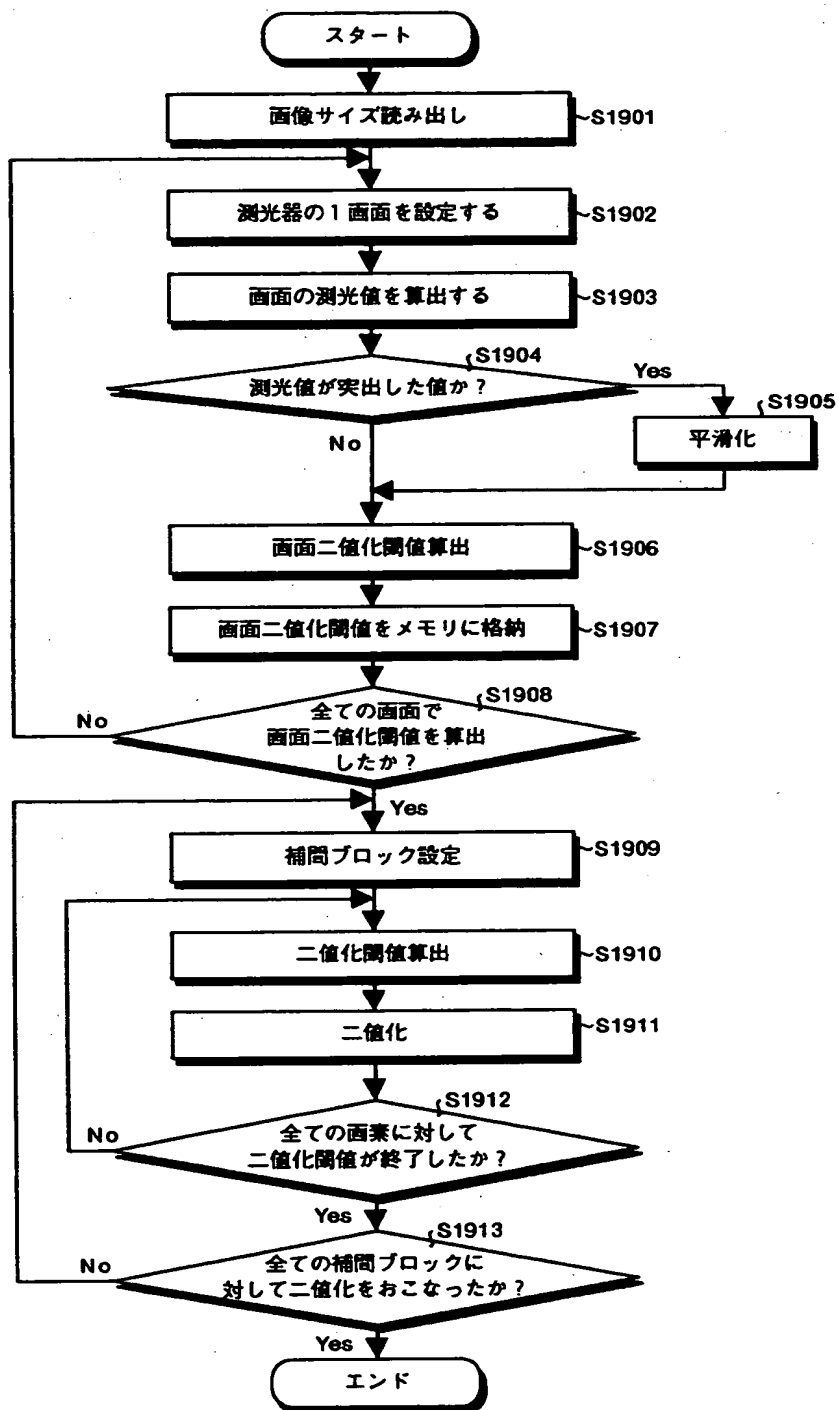 スタート
画像サイズ読み出し
S1901
測光器の1画面を設定する
S1902
画面の測光値を算出する
S1903
S1904
測光値が突出した値か?
Yes
S1905
平滑化
No
画面二値化閾値算出
S1906
画面二値化閾値をメモリに格納
S1907
S1908
全ての画面で
画面二値化閾値を算出
したか?
No
Yes
補間ブロック設定
S1909
二値化閾値算出
S1910
二値化
S1911
S1912
全ての画素に対して
二値化閾値が終了したか?
No
Yes
S1913
全ての補間ブロックに
対して二値化をおこなったか?
No
Yes
エンド